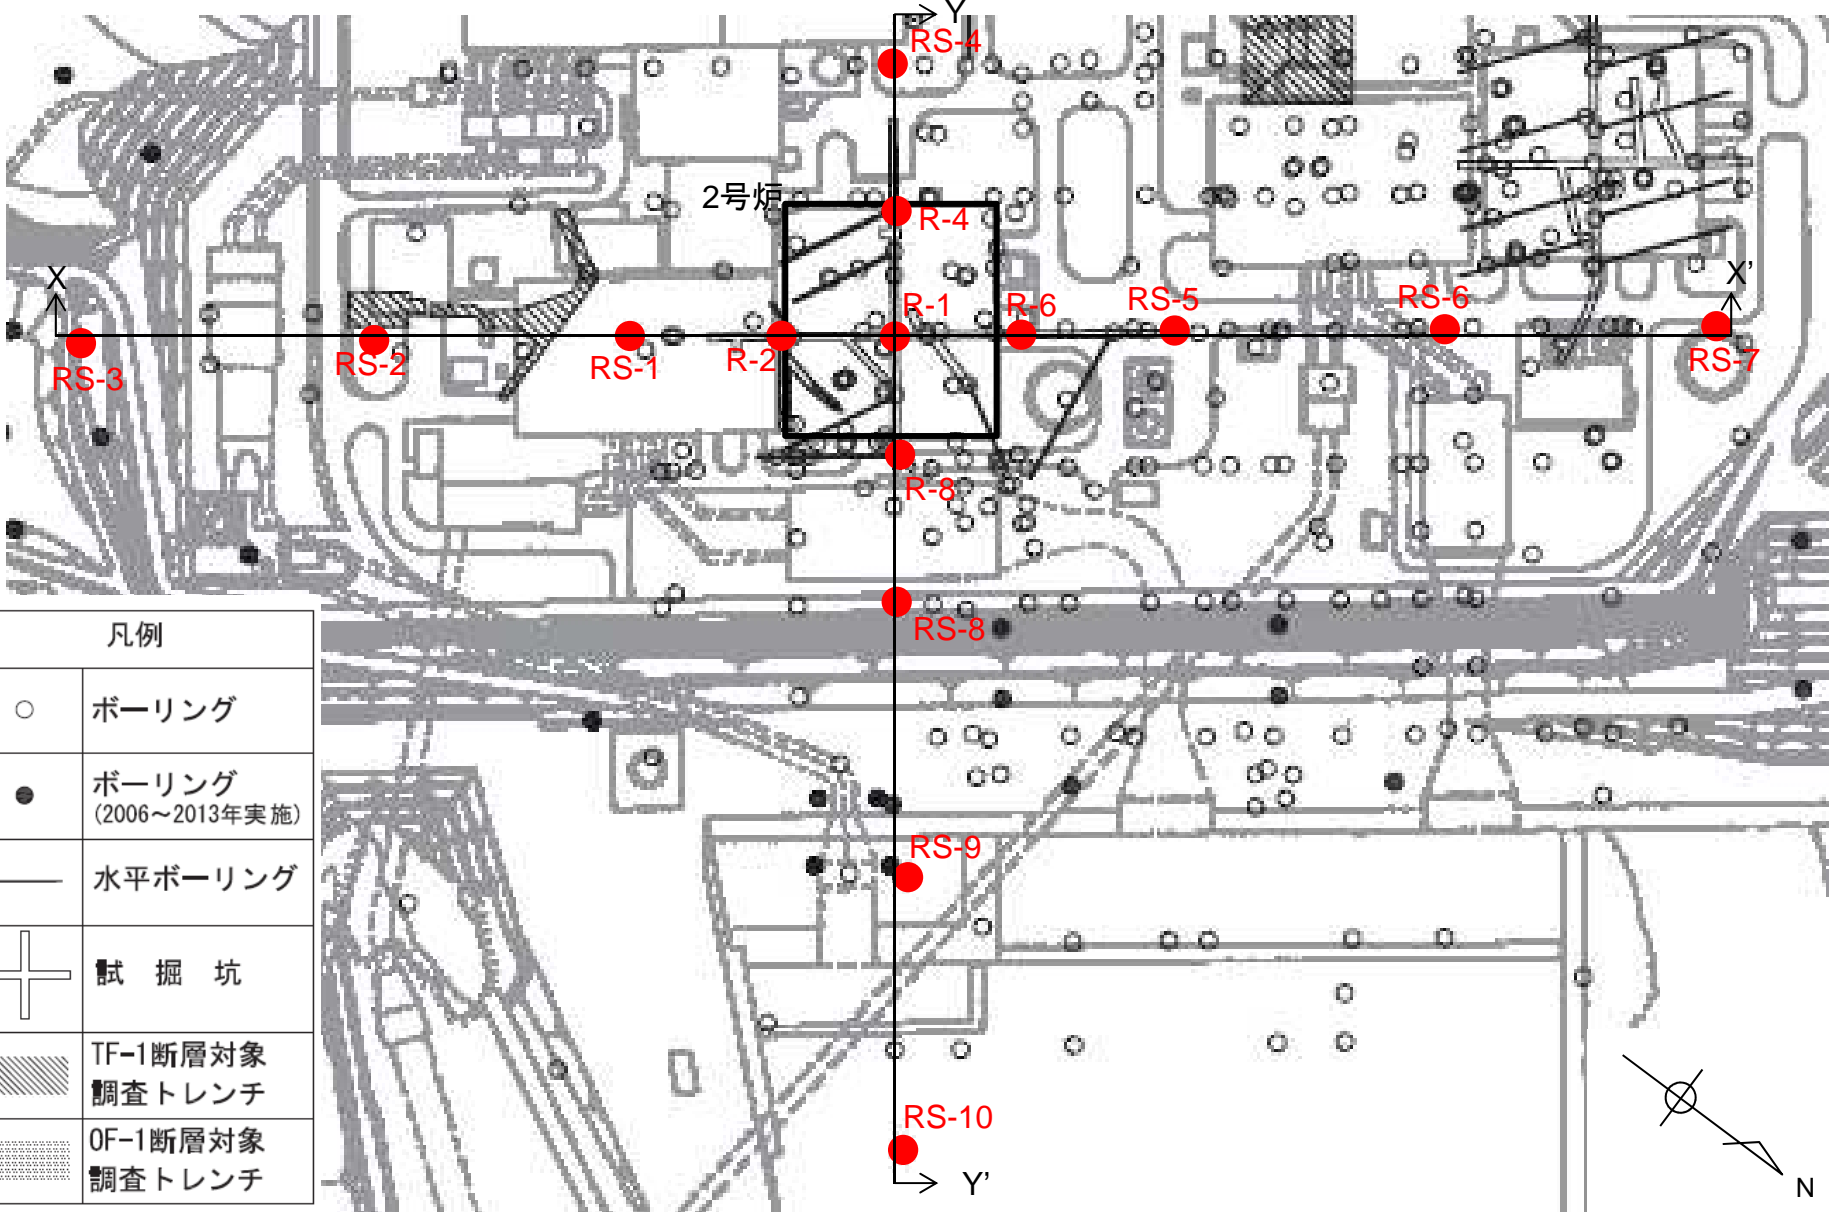 Y
RS-4
2号炉
R-4
X
X’
R-1
R-6
RS-5
RS-6
RS-3
RS-2
RS-1
R-2
RS-7
R-8
RS-8
凡例
ボーリング
ボーリング
(2006～2013年実施)
水平ボーリング
試 掘 坑
TF-1断層対象
調査トレンチ
OF-1断層対象
調査トレンチ
RS-9
RS-10
Y’
N